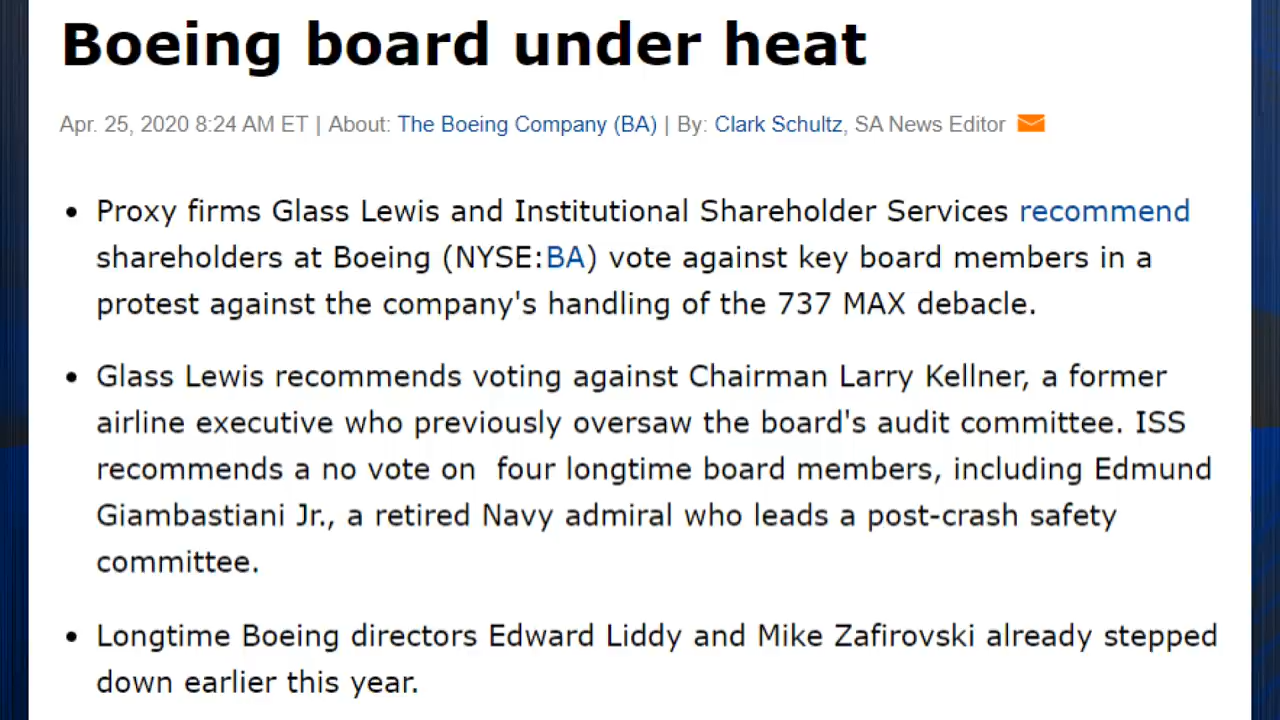 Boeing board under heat
Apr. 25, 2020 8:24 AM ET | About: The Boeing Company (BA) | By: Clark Schultz, SA News Editor
• Proxy firms Glass Lewis and Institutional Shareholder Services recommend
shareholders at Boeing (NYSE:BA) vote against key board members in a
protest against the company's handling of the 737 MAX debacle.
• Glass Lewis recommends voting against Chairman Larry Kellner, a former
airline executive who previously oversaw the board's audit committee. ISS
recommends a no vote on  four longtime board members, including Edmund
Giambastiani Jr., a retired Navy admiral who leads a post-crash safety
committee.
• Longtime Boeing directors Edward Liddy and Mike Zafirovski already stepped
down earlier this year.